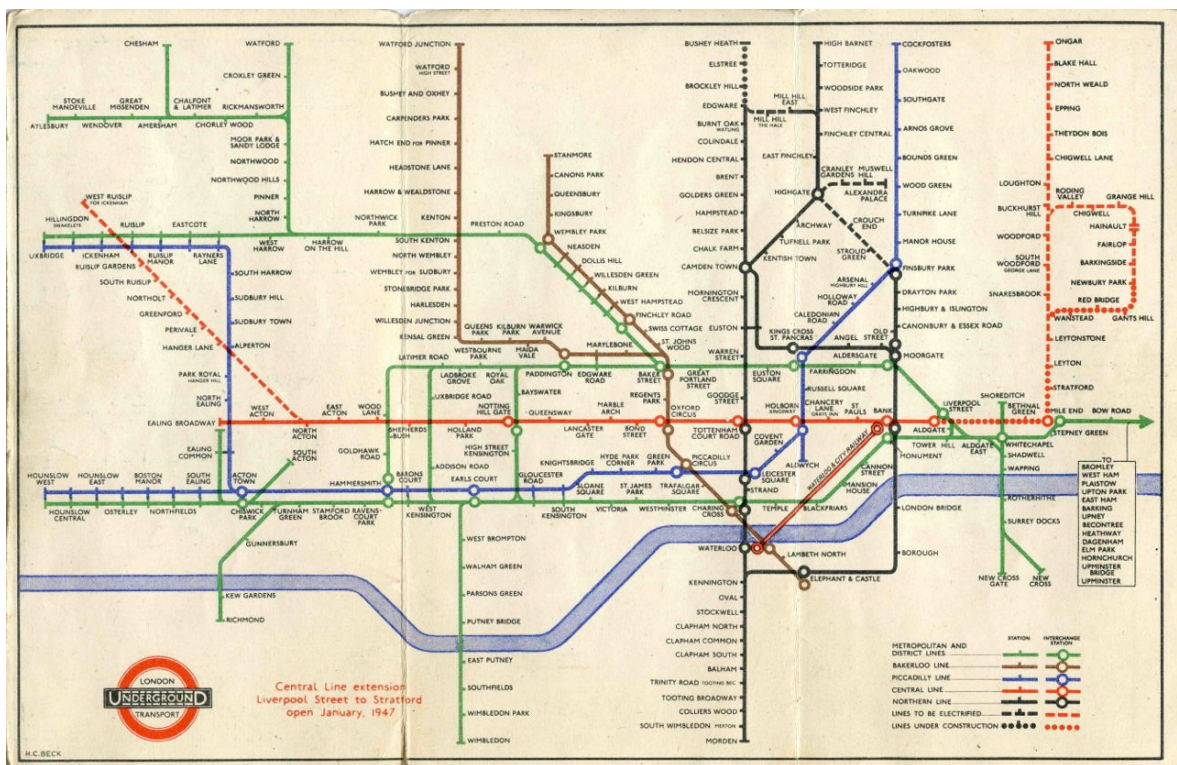 CHESHAM
WATFORD
CROXLEY GREEN
STOKE
MANDEVILLE
GREAT
MISSENDEN
CHALFONT
& LATIMER
RICKMANSWORTH
AYLESBURY
WENDOVER
AMERSHAM
CHORLEY WOOD
MOOR PARK &
SANDY LODGE
NORTHWOOD
NORTHWOOD HILLS
PINNER
NORTH
HARROW
WEST RUISLIP
FOR ICKENHAM
HILLINGDON
SWAKELEYS
RUISLIP
EASTCOTE
WEST
HARROW
HARROW
ON THE HILL
NORTHWICK
PARK
PRESTON ROAD
UXBRIDGE
ICKENHAM
RUISLIP
MANOR
RAYNERS
LANE
RUISLIP GARDENS
SOUTH RUISLIP
NORTHOLT
GREENFORD
PERIVALE
HANGER LANE
SOUTH HARROW
SUDBURY HILL
SUDBURY TOWN
ALPERTON
PARK ROYAL
HANGER HILL
NORTH
EALING
EALING BROADWAY
WEST
ACTON
EAST
ACTON
NORTH
ACTON
WATFORD JUNCTION
WATFORD
HIGH STREET
BUSHEY AND OXHEY
CARPENDERS PARK
HATCH END FOR PINNER
HEADSTONE LANE
HARROW & WEALDSTONE
KENTON
SOUTH KENTON
NORTH WEMBLEY
WEMBLEY FOR SUDBURY
STONEBRIDGE PARK
HARLESDEN
WILLESDEN JUNCTION
KENSAL GREEN
QUEENS
PARK
KILBURN
PARK
WARWICK
AVENUE
WESTBOURNE
PARK
MAIDA
VALE
MARYLEBONE
STANMORE
CANONS PARK
QUEENSBURY
KINGSBURY
WEMBLEY PARK
NEASDEN
DOLLIS HILL
WILLESDEN GREEN
KILBURN
WEST HAMPSTEAD
FINCHLEY ROAD
SWISS COTTAGE
ST. JOHNS
WOOD
BUSHEY HEATH
ELSTREE
BROCKLEY HILL
EDGWARE
BURNT OAK
WATLING
COLINDALE
HENDON CENTRAL
BRENT
GOLDERS GREEN
HAMPSTEAD
BELSIZE PARK
CHALK FARM
CAMDEN TOWN
MORNINGTON
CRESCENT
EUSTON
WARREN
STREET
GOODGE
STREET
MILL HILL
EAST
MILL HILL
THE HALE
HIGH BARNET
TOTTERIDGE
WOODSIDE PARK
WEST FINCHLEY
FINCHLEY CENTRAL
EAST FINCHLEY
CRANLEY
GARDENS
MUSWELL
HILL
HIGHGATE
ALEXANDRA
PALACE
ARCHWAY
CROUCH
END
TUFNELL PARK
STROUD
GREEN
KENTISH TOWN
COCKFOSTERS
OAKWOOD
SOUTHGATE
ARNOS GROVE
BOUNDS GREEN
WOOD GREEN
TURNPIKE LANE
MANOR HOUSE
FINSBURY PARK
ARSENAL
HIGHBURY HILL
HOLLOWAY
ROAD
CALEDONIAN
ROAD
DRAYTON PARK
HIGHBURY & ISLINGTON
CANONBURY & ESSEX ROAD
KINGS CROSS
ST. PANCRAS
ANGEL
OLD
STREET
MOORGATE
ONGAR
BLAKE HALL
NORTH WEALD
EPPING
THEYDON BOIS
CHIGWELL LANE
LOUGHTON
RODING
VALLEY
GRANGE HILL
BUCKHURST
HILL
CHIGWELL
HAINAULT
WOODFORD
FAIRLOP
SOUTH
WOODFORD
GEORGE LANE
BARKINGSIDE
NEWBURY PARK
SNARESBROOK
RED BRIDGE
WANSTEAD
GANTS HILL
LEYTONSTONE
LEYTON
STRATFORD
LATIMER ROAD
LADBROKE
GROVE
ROYAL
OAK
PADDINGTON
EDGWARE
ROAD
BAKER
STREET
GREAT
PORTLAND
STREET
EUSTON
SQUARE
FARRINGDON
ALDERSGATE
REGENTS
PARK
RUSSELL SQUARE
WOOD
LANE
UXBRIDGE ROAD
BAYSWATER
SHEPHERDS
BUSH
HOLLAND
PARK
NOTTING
HILL GATE
QUEENSWAY
LANCASTER
GATE
MARBLE
ARCH
BOND
STREET
OXFORD
CIRCUS
TOTTENHAM
COURT ROAD
HOLBORN
KINGSWAY
CHANCERY
LANE
GRAYS INN
ST.
PAULS
BANK
LIVERPOOL
STREET
SHOREDITCH
BETHNAL
GREEN
MILE END
BOW ROAD
STEPNEY GREEN
ALDGATE
ALDGATE
EAST
WHITECHAPEL
TOWER HILL
MONUMENT
SHADWELL
WAPPING
ROTHERHITHE
SURREY DOCKS
NEW CROSS
GATE
NEW
CROSS
GOLDHAWK
ROAD
ADDISON ROAD
HIGH STREET
KENSINGTON
KNIGHTSBRIDGE
HYDE PARK
CORNER
GREEN
PARK
PICCADILLY
CIRCUS
COVENT
GARDEN
ALDWYCH
WATERLOO & CITY RAILWAY
CANNON
STREET
MANSION
HOUSE
LEICESTER
SQUARE
STRAND
TRAFALGAR
SQUARE
CHARING
CROSS
TEMPLE
BLACKFRIARS
EALING
COMMON
SOUTH
ACTON
HOUNSLOW
WEST
HOUNSLOW
EAST
BOSTON
MANOR
SOUTH
EALING
ACTON
TOWN
HAMMERSMITH
BARONS
COURT
EARLS COURT
GLOUCESTER
ROAD
SLOANE
SQUARE
ST. JAMES
PARK
HOUNSLOW
CENTRAL
OSTERLEY
NORTHFIELDS
CHISWICK
PARK
TURNHAM
GREEN
STAMFORD
BROOK
RAVENS-
COURT PARK
WEST
KENSINGTON
SOUTH
KENSINGTON
VICTORIA
WESTMINSTER
GUNNERSBURY
KEW GARDENS
RICHMOND
WEST BROMPTON
WALHAM GREEN
PARSONS GREEN
PUTNEY BRIDGE
EAST PUTNEY
SOUTHFIELDS
WIMBLEDON PARK
WIMBLEDON
WATERLOO
LAMBETH NORTH
ELEPHANT & CASTLE
LONDON BRIDGE
BOROUGH
KENNINGTON
OVAL
STOCKWELL
CLAPHAM NORTH
CLAPHAM COMMON
CLAPHAM SOUTH
BALHAM
TRINITY ROAD TOOTING BEC
TOOTING BROADWAY
COLLIERS WOOD
SOUTH WIMBLEDON MERTON
MORDEN
TO
BROMLEY
WEST HAM
PLAISTOW
UPTON PARK
EAST HAM
BARKING
UPNEY
BECONTREE
HEATHWAY
DAGENHAM
ELM PARK
HORNCHURCH
UPMINSTER
BRIDGE
UPMINSTER
STATION
INTERCHANGE
STATION
METROPOLITAN AND
DISTRICT LINES
BAKERLOO LINE
PICCADILLY LINE
CENTRAL LINE
NORTHERN LINE
LINES TO BE ELECTRIFIED
LINES UNDER CONSTRUCTION
LONDON
UNDERGROUND
TRANSPORT
Central Line extension
Liverpool Street to Stratford
open January, 1947
H.C.BECK